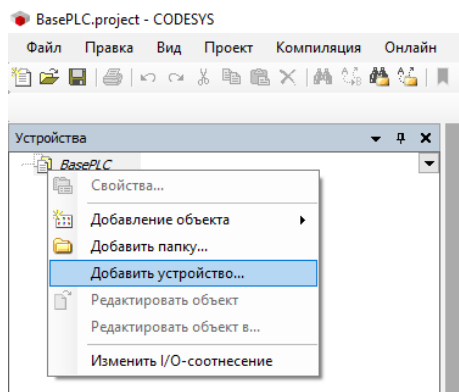 BasePLC.project - CODESYS
Файл Правка Вид Проект Компиляция Онлайн
Устройства
BasePLC
Свойства...
Добавление объекта
Добавить папку...
Добавить устройство...
Редактировать объект
Редактировать объект в...
Изменить I/O-соотнесение